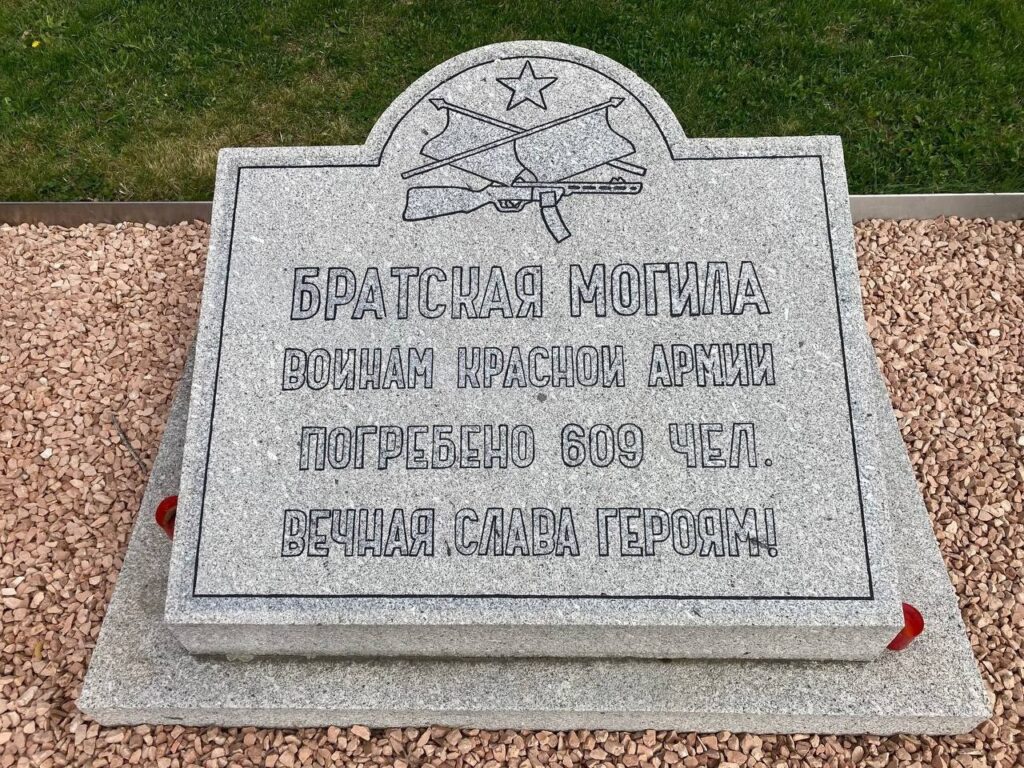 БРАТСКАЯ МОГИЛА
ВОИНАМ КРАСНОЙ АРМИИ
ПОГРЕБЕНО 609 ЧЕЛ.
ВЕЧНАЯ СЛАВА ГЕРОЯМ!